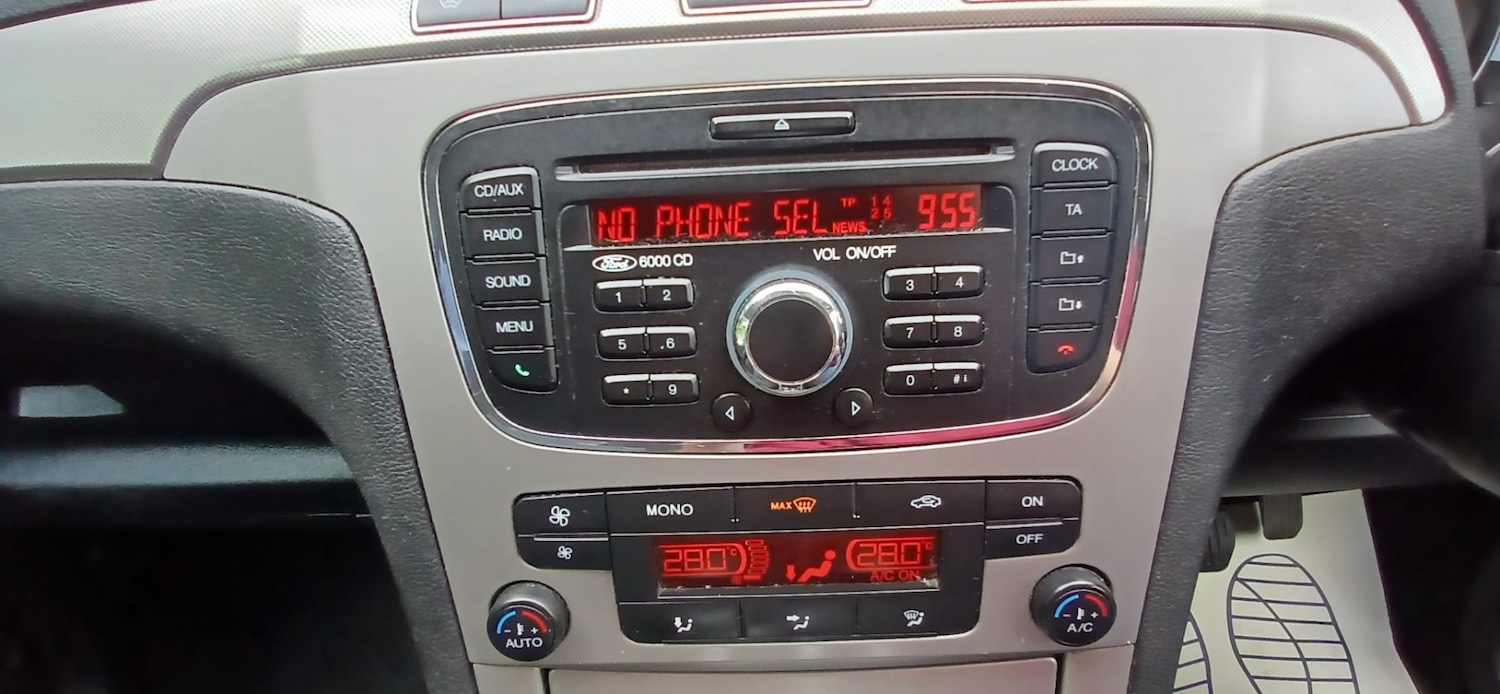 CD/AUX
RADIO
SOUND
MENU
NO PHONE SEL TP NEWS 14 25 955
Ford 6000 CD
VOL ON/OFF
1 2
3 4
5 .6
7 8
* 9
0 #
CLOCK
TA
MONO
MAX
ON
OFF
28.0°C
28.0°C
A/C ON
- +
AUTO
- +
A/C